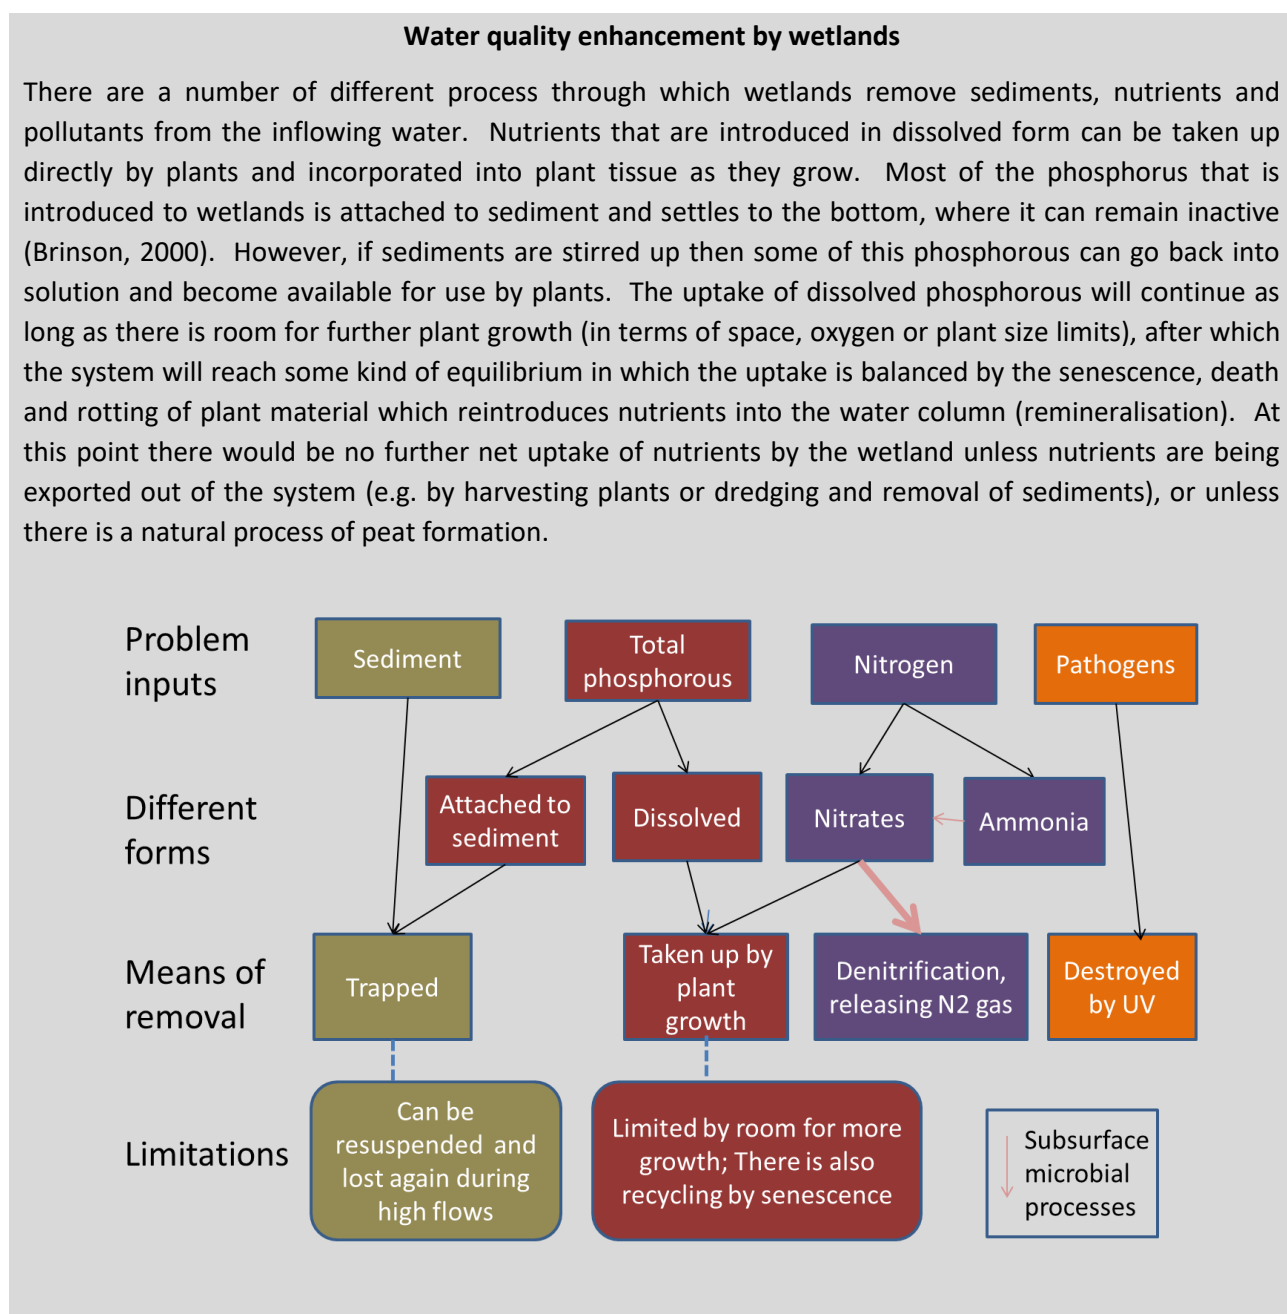 Water quality enhancement by wetlands
There are a number of different process through which wetlands remove sediments, nutrients and
pollutants from the inflowing water. Nutrients that are introduced in dissolved form can be taken up
directly by plants and incorporated into plant tissue as they grow. Most of the phosphorus that is
introduced to wetlands is attached to sediment and settles to the bottom, where it can remain inactive
(Brinson, 2000). However, if sediments are stirred up then some of this phosphorous can go back into
solution and become available for use by plants. The uptake of dissolved phosphorous will continue as
long as there is room for further plant growth (in terms of space, oxygen or plant size limits), after which
the system will reach some kind of equilibrium in which the uptake is balanced by the senescence, death
and rotting of plant material which reintroduces nutrients into the water column (remineralisation). At
this point there would be no further net uptake of nutrients by the wetland unless nutrients are being
exported out of the system (e.g. by harvesting plants or dredging and removal of sediments), or unless
there is a natural process of peat formation.
Problem
inputs
Sediment
Total
phosphorous
Nitrogen
Pathogens
Different
forms
Attached to
sediment
Dissolved
Nitrates
Ammonia
Means of
removal
Trapped
Taken up by
plant
growth
Denitrification,
releasing N2 gas
Destroyed
by UV
Limitations
Can be
resuspended and
lost again during
high flows
Limited by room for more
growth; There is also
recycling by senescence
Subsurface
microbial
processes